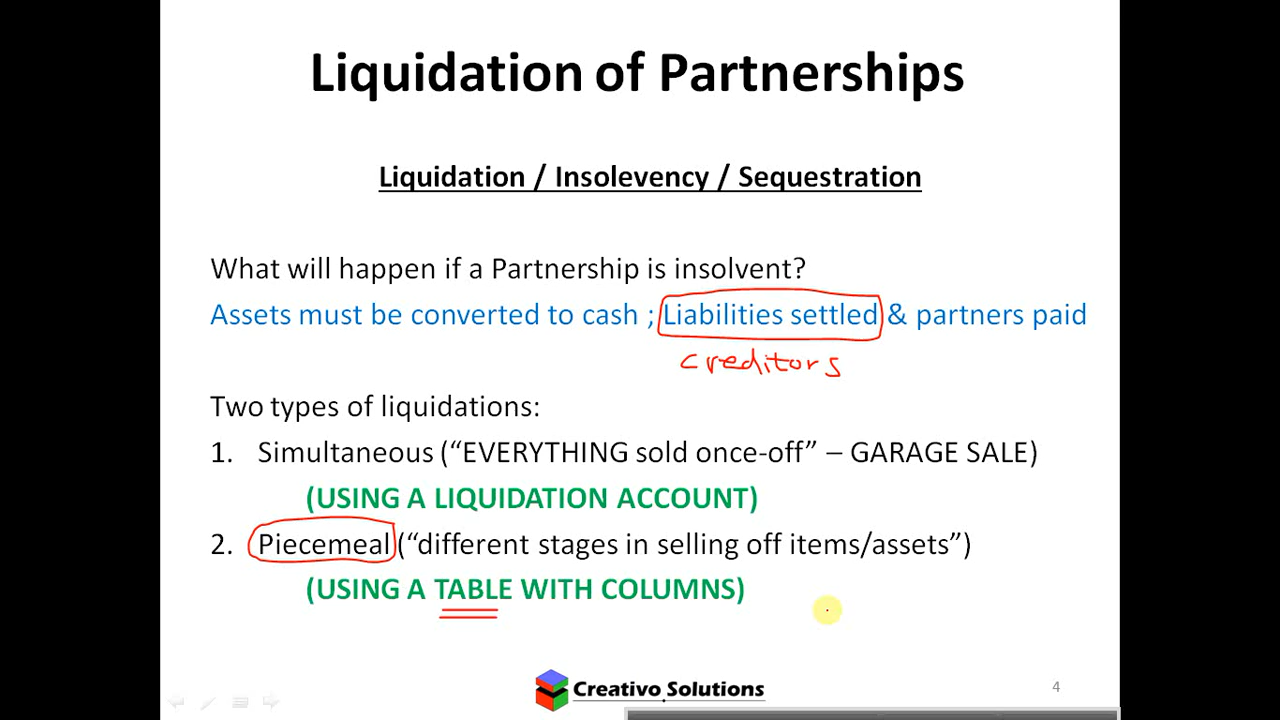 Liquidation of Partnerships
Liquidation / Insolevency / Sequestration
What will happen if a Partnership is insolvent?
Assets must be converted to cash ; Liabilities settled & partners paid
creditors
Two types of liquidations:
1. Simultaneous (“EVERYTHING sold once-off” – GARAGE SALE)
(USING A LIQUIDATION ACCOUNT)
2. Piecemeal (“different stages in selling off items/assets”)
(USING A TABLE WITH COLUMNS)
Creativo Solutions
4